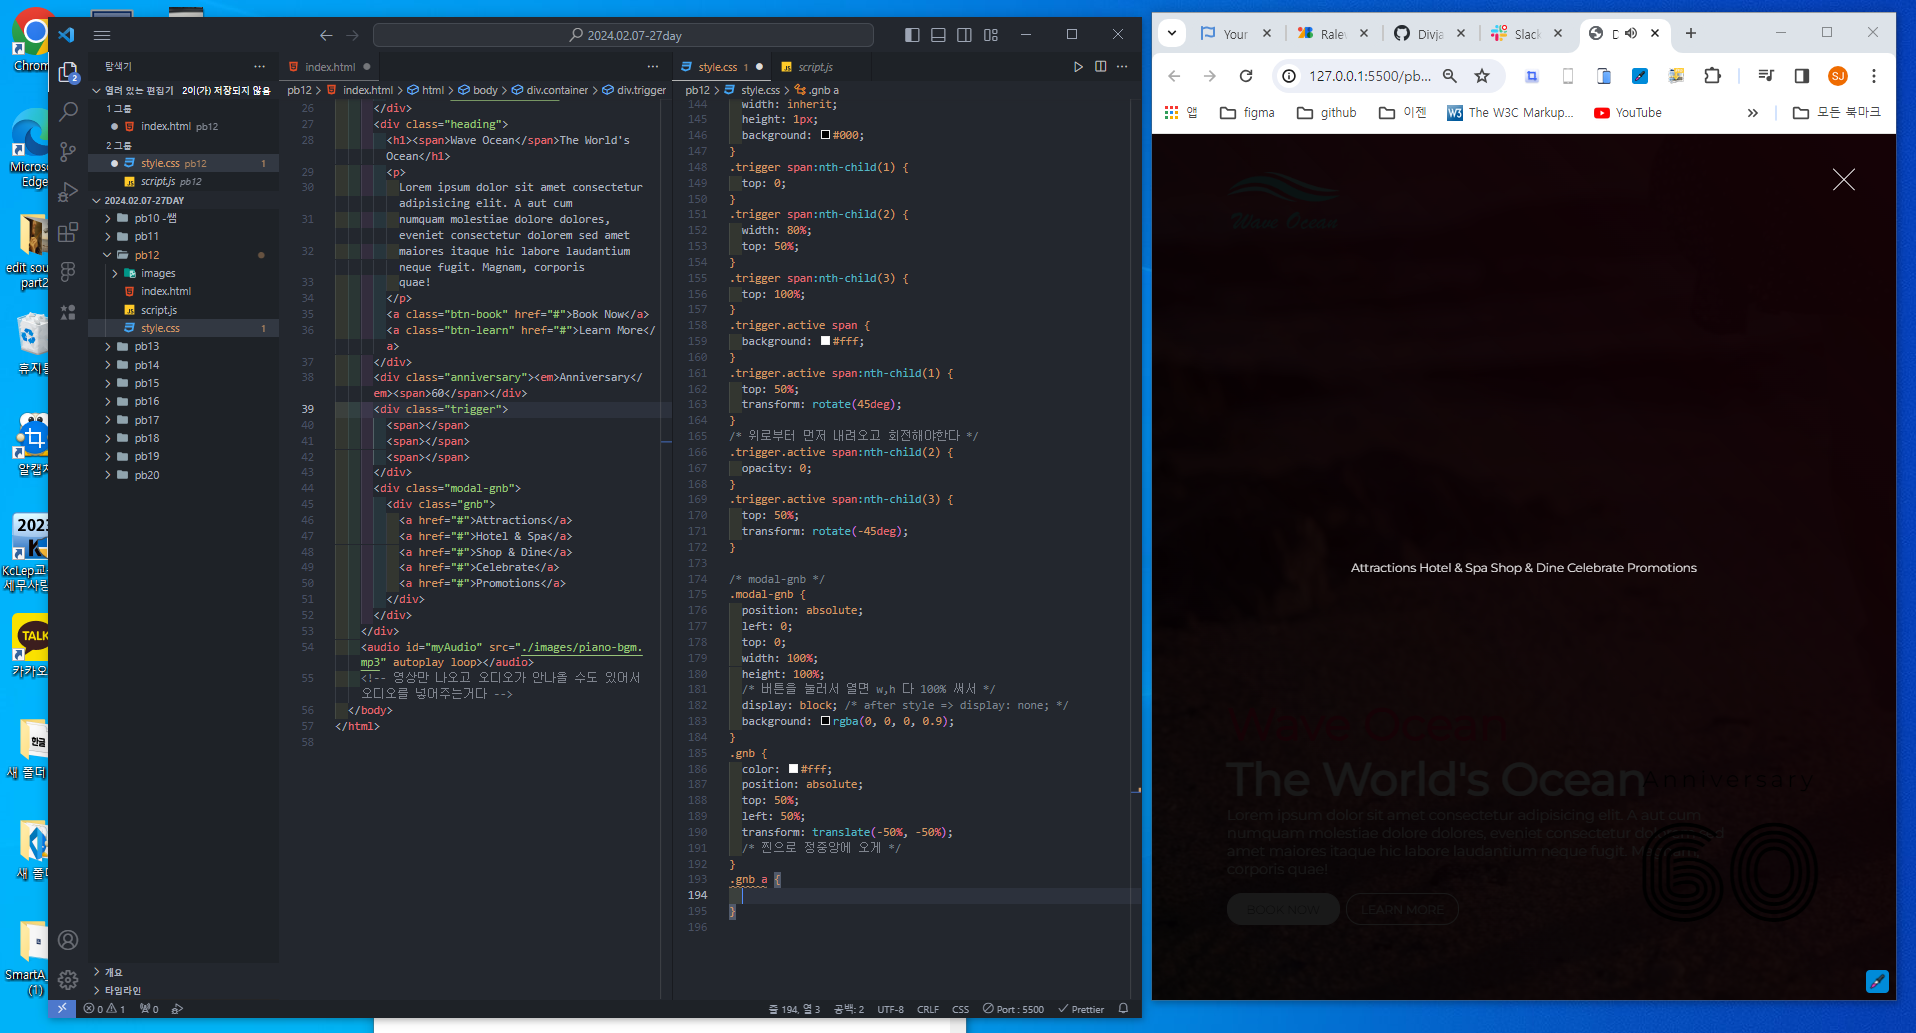 Chrom
Microso
Edge
edit sou
part2
휴지통
알캡처
2023
KcLep교
세무사랑
TALK
카카오
한글
새 폴더
새 폴더
SmartA_
(1)
2024.02.07-27day
탐색기
열려 있는 편집기 2이(가) 저장되지 않음
1 그룹
index.html pb12
2 그룹
style.css pb12 1
script.js pb12
2024.02.07-27DAY
pb10 -쌤
pb11
pb12
images
index.html
script.js
style.css 1
pb13
pb14
pb15
pb16
pb17
pb18
pb19
pb20
개요
타임라인
index.html
pb12 > index.html > html > body > div.container > div.trigger
26 </div>
27 <div class="heading">
28 <h1><span>Wave Ocean</span>The World's
Ocean</h1>
29 <p>
30 Lorem ipsum dolor sit amet consectetur
adipisicing elit. A aut cum
31 numquam molestiae dolore dolores,
eveniet consectetur dolorem sed amet
32 maiores itaque hic labore laudantium
neque fugit. Magnam, corporis
33 quae!
34 </p>
35 <a class="btn-book" href="#">Book Now</a>
36 <a class="btn-learn" href="#">Learn More</
a>
37 </div>
38 <div class="anniversary"><em>Anniversary</
em><span>60</span></div>
39 <div class="trigger">
40 <span></span>
41 <span></span>
42 <span></span>
43 </div>
44 <div class="modal-gnb">
45 <div class="gnb">
46 <a href="#">Attractions</a>
47 <a href="#">Hotel & Spa</a>
48 <a href="#">Shop & Dine</a>
49 <a href="#">Celebrate</a>
50 <a href="#">Promotions</a>
51 </div>
52 </div>
53 </div>
54 <audio id="myAudio" src="./images/piano-bgm.
mp3" autoplay loop></audio>
55 <!-- 영상만 나오고 오디오가 안나올 수도 있어서
오디오를 넣어주는거다 -->
56 </body>
57 </html>
58
style.css 1
script.js
pb12 > style.css > .gnb a
144 width: inherit;
145 height: 1px;
146 background: #000;
147 }
148 .trigger span:nth-child(1) {
149 top: 0;
150 }
151 .trigger span:nth-child(2) {
152 width: 80%;
153 top: 50%;
154 }
155 .trigger span:nth-child(3) {
156 top: 100%;
157 }
158 .trigger.active span {
159 background: #fff;
160 }
161 .trigger.active span:nth-child(1) {
162 top: 50%;
163 transform: rotate(45deg);
164 }
165 /* 위로부터 먼저 내려오고 회전해야한다 */
166 .trigger.active span:nth-child(2) {
167 opacity: 0;
168 }
169 .trigger.active span:nth-child(3) {
170 top: 50%;
171 transform: rotate(-45deg);
172 }
173
174 /* modal-gnb */
175 .modal-gnb {
176 position: absolute;
177 left: 0;
178 top: 0;
179 width: 100%;
180 height: 100%;
181 /* 버튼을 눌러서 열면 w,h 다 100% 써서 */
182 display: block; /* after style => display: none; */
183 background: rgba(0, 0, 0, 0.9);
184 }
185 .gnb {
186 color: #fff;
187 position: absolute;
188 top: 50%;
189 left: 50%;
190 transform: translate(-50%, -50%);
191 /* 찐으로 정중앙에 오게 */
192 }
193 .gnb a {
194
195 }
196
0 1 0
줄 194, 열 3 공백: 2 UTF-8 CRLF CSS Port : 5500 Prettier
Your
Ralew
Divja
Slack
D
127.0.0.1:5500/pb...
SJ
앱
figma
github
이젠
The W3C Markup...
YouTube
모든 북마크
Wave Ocean
Attractions Hotel & Spa Shop & Dine Celebrate Promotions
Wave Ocean
The World's Ocean
Anniversary
Lorem ipsum dolor sit amet consectetur adipisicing elit. A aut cum
numquam molestiae dolore dolores, eveniet consectetur dolorem sed
amet maiores itaque hic labore laudantium neque fugit. Magnam,
corporis quae!
60
BOOK NOW
LEARN MORE